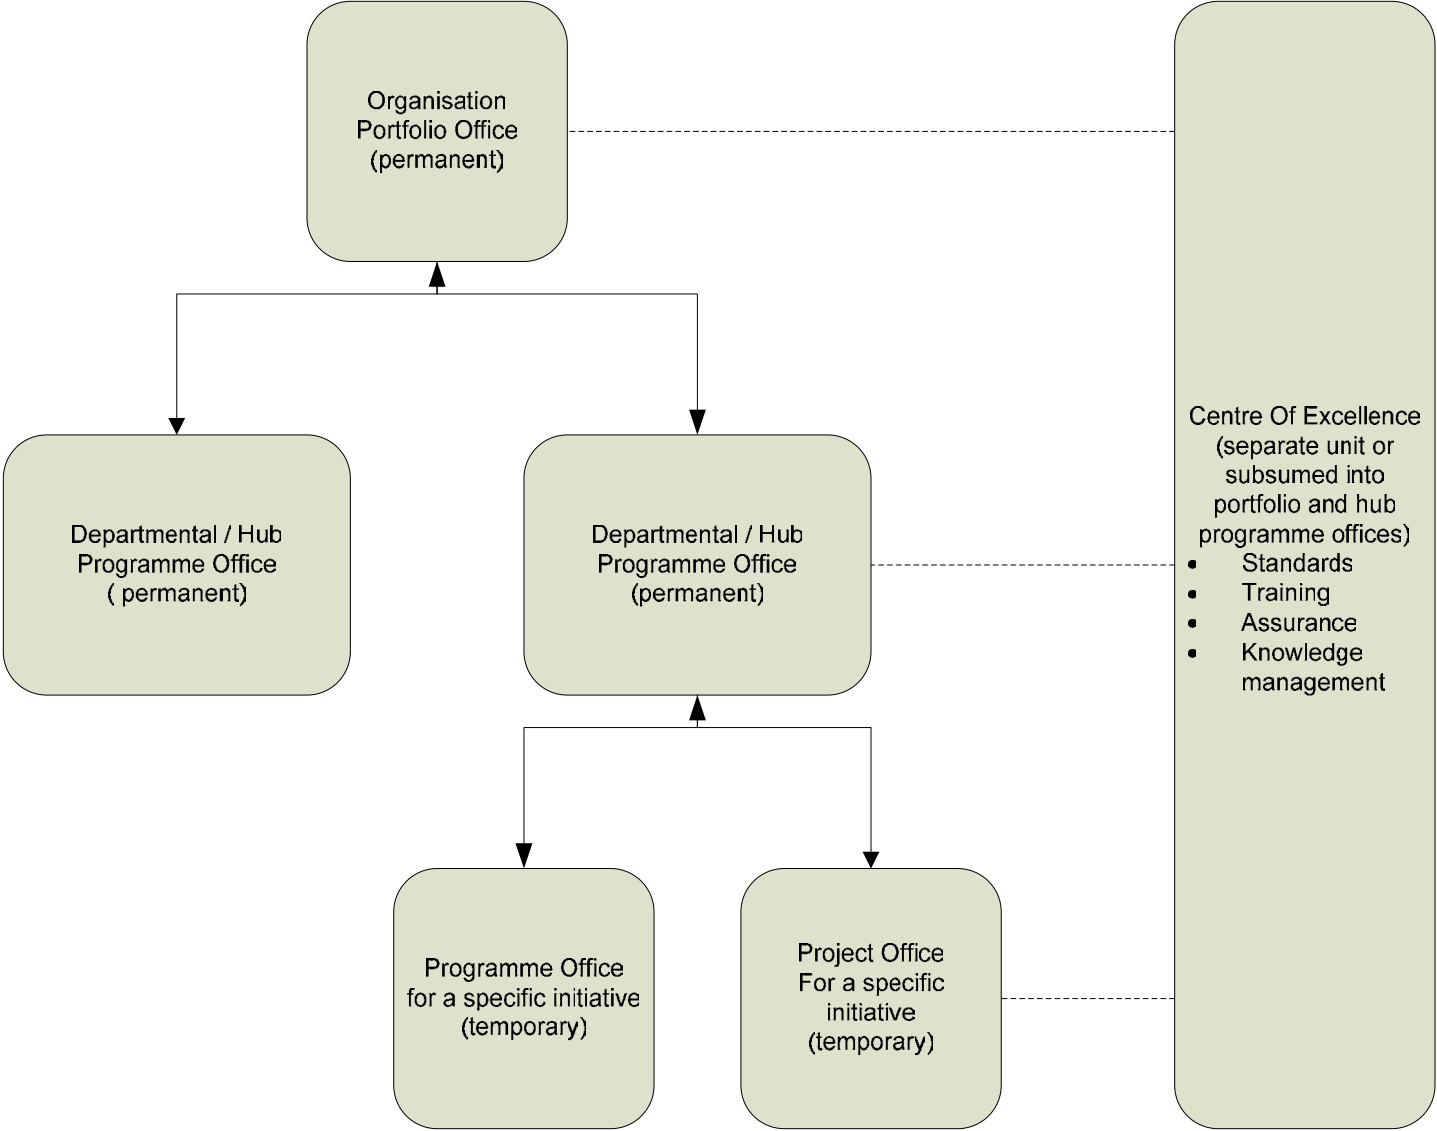 Organisation
Portfolio Office
(permanent)
Departmental / Hub
Programme Office
( permanent)
Departmental / Hub
Programme Office
(permanent)
Programme Office
for a specific initiative
(temporary)
Project Office
For a specific
initiative
(temporary)
Centre Of Excellence
(separate unit or
subsumed into
portfolio and hub
programme offices)
• Standards
• Training
• Assurance
• Knowledge
management